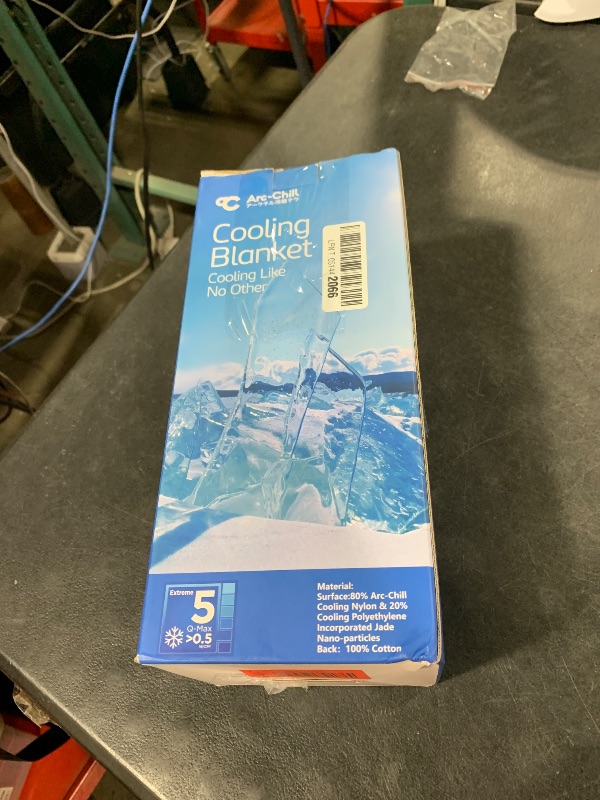 Arc-Chill
Cooling
Blanket
Cooling Like
No Other
2066
Extreme
5
Q-Max
>0.5
Material:
Surface:80% Arc-Chill
Cooling Nylon & 20%
Cooling Polyethylene
Incorporated Jade
Nano-particles
Back: 100% Cotton